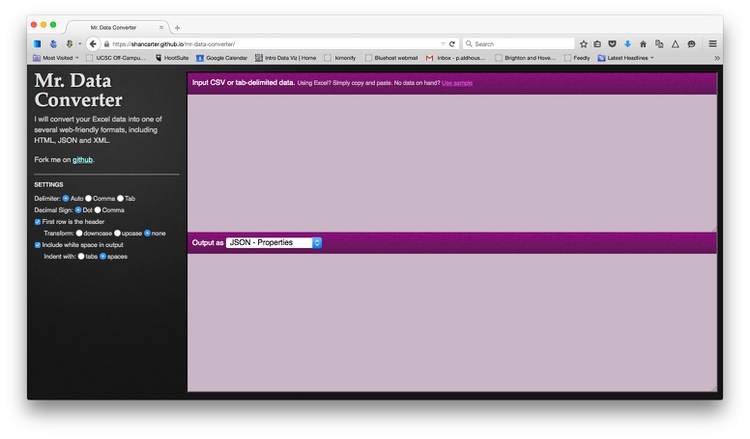 Mr. Data Converter
https://shancarter.github.io/mr-data-converter/
Search
Most Visited
UCSC Off-Campu...
HootSuite
Google Calendar
Intro Data Viz | Home
kimonify
Bluehost webmail
Inbox - p.aldhous...
Brighton and Hove...
Feedly
Latest Headlines
Mr. Data
Converter
I will convert your Excel data into one of
several web-friendly formats, including
HTML, JSON and XML.
Fork me on github.
SETTINGS
Delimiter: Auto Comma Tab
Decimal Sign: Dot Comma
First row is the header
Transform: downcase upcase none
Include white space in output
Indent with: tabs spaces
Input CSV or tab-delimited data. Using Excel? Simply copy and paste. No data on hand? Use sample
Output as JSON - Properties